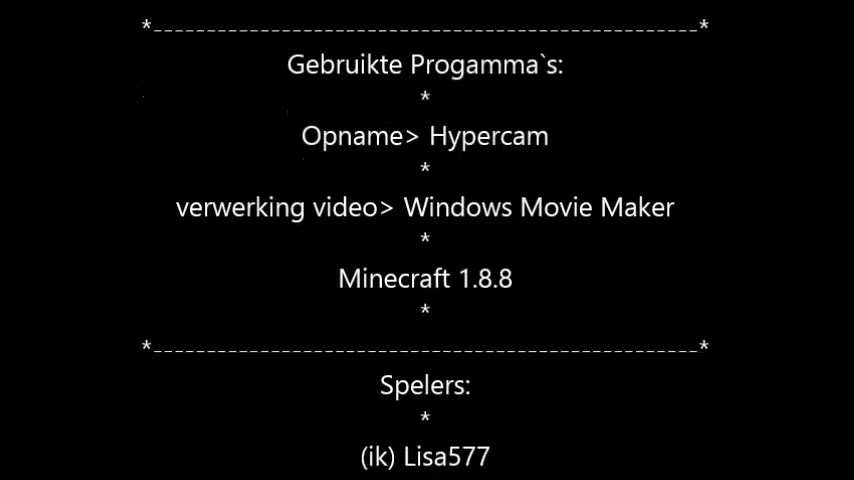 *----------------------------------------------------*
Gebruikte Progamma`s:
*
Opname> Hypercam
*
verwerking video> Windows Movie Maker
*
Minecraft 1.8.8
*
*----------------------------------------------------*
Spelers:
*
(ik) Lisa577